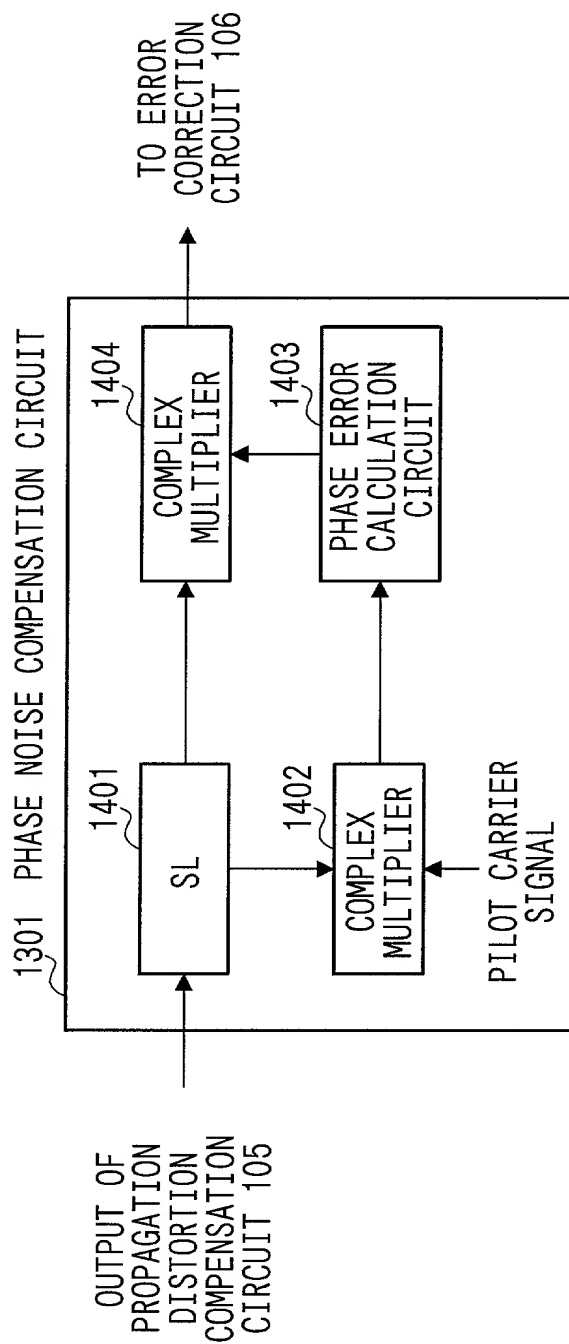 1301 PHASE NOISE COMPENSATION CIRCUIT
OUTPUT OF
PROPAGATION
DISTORTION
COMPENSATION
CIRCUIT 105
1401
SL
1404
COMPLEX
MULTIPLIER
TO ERROR
CORRECTION
CIRCUIT 106
1402
COMPLEX
MULTIPLIER
1403
PHASE ERROR
CALCULATION
CIRCUIT
PILOT CARRIER
SIGNAL